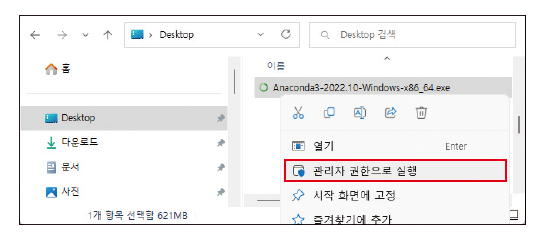 Desktop
Desktop 검색
홈
이름
Anaconda3-2022.10-Windows-x86_64.exe
Desktop
다운로드
문서
사진
열기 Enter
관리자 권한으로 실행
시작 화면에 고정
즐겨찾기에 추가
1개 항목 선택함 621MB